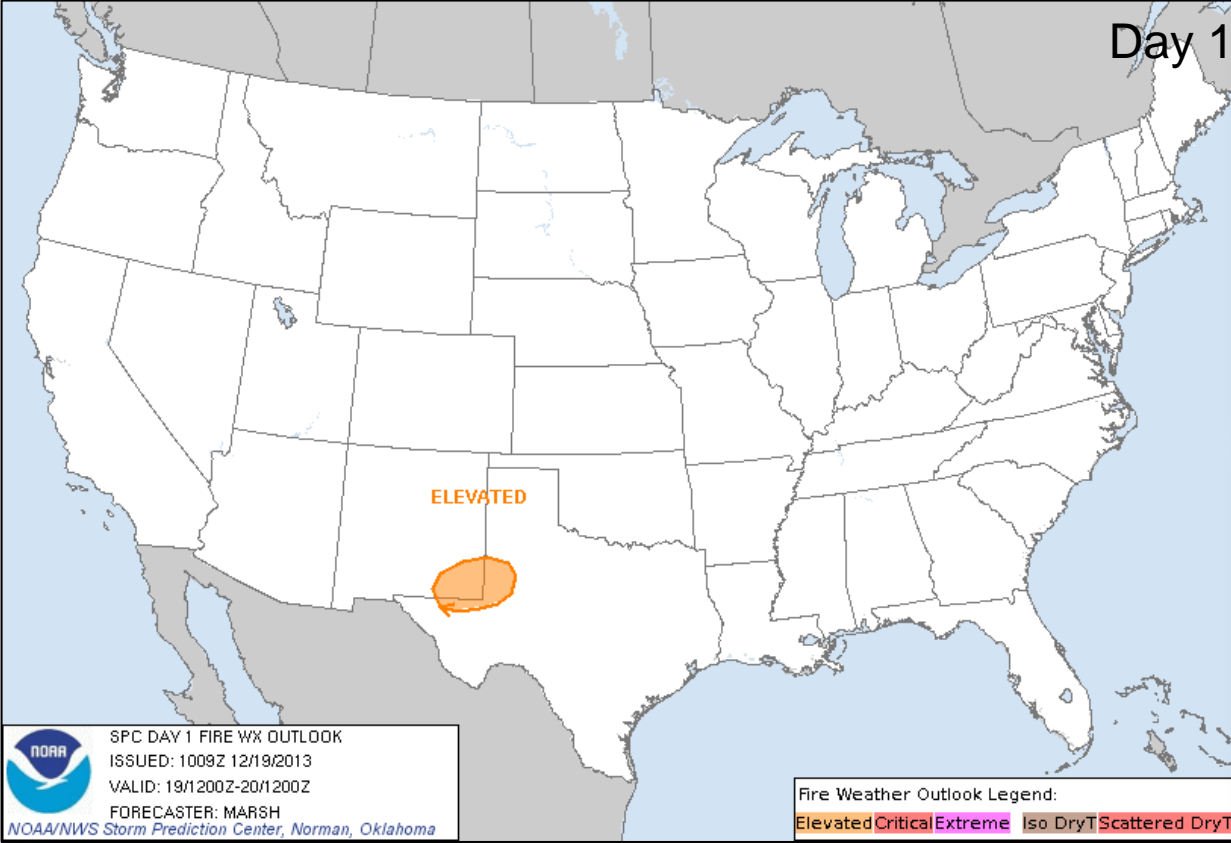 Day 1
ELEVATED
NOAA
SPC DAY 1 FIRE WX OUTLOOK
ISSUED: 1009Z 12/19/2013
VALID: 19/1200Z-20/1200Z
FORECASTER: MARSH
NOAA/NWS Storm Prediction Center, Norman, Oklahoma
Fire Weather Outlook Legend:
Elevated Critical Extreme Iso DryT Scattered DryT